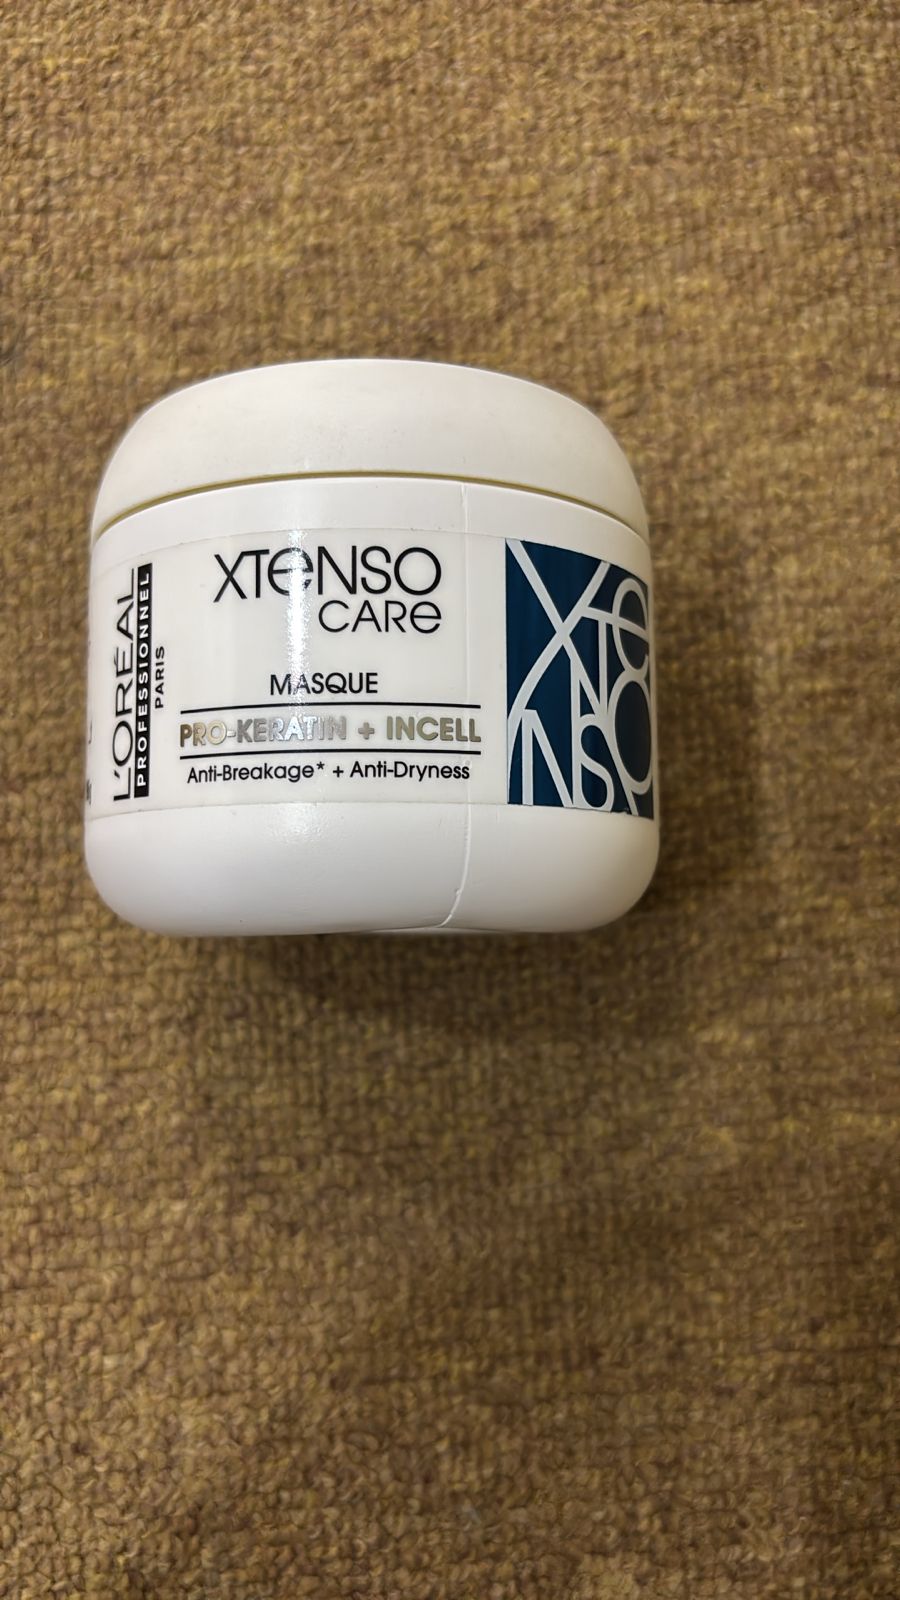 L'ORÉAL
PROFESSIONNEL
PARIS
XTENSO
CARE
MASQUE
PRO-KERATIN + INCELL
Anti-Breakage* + Anti-Dryness